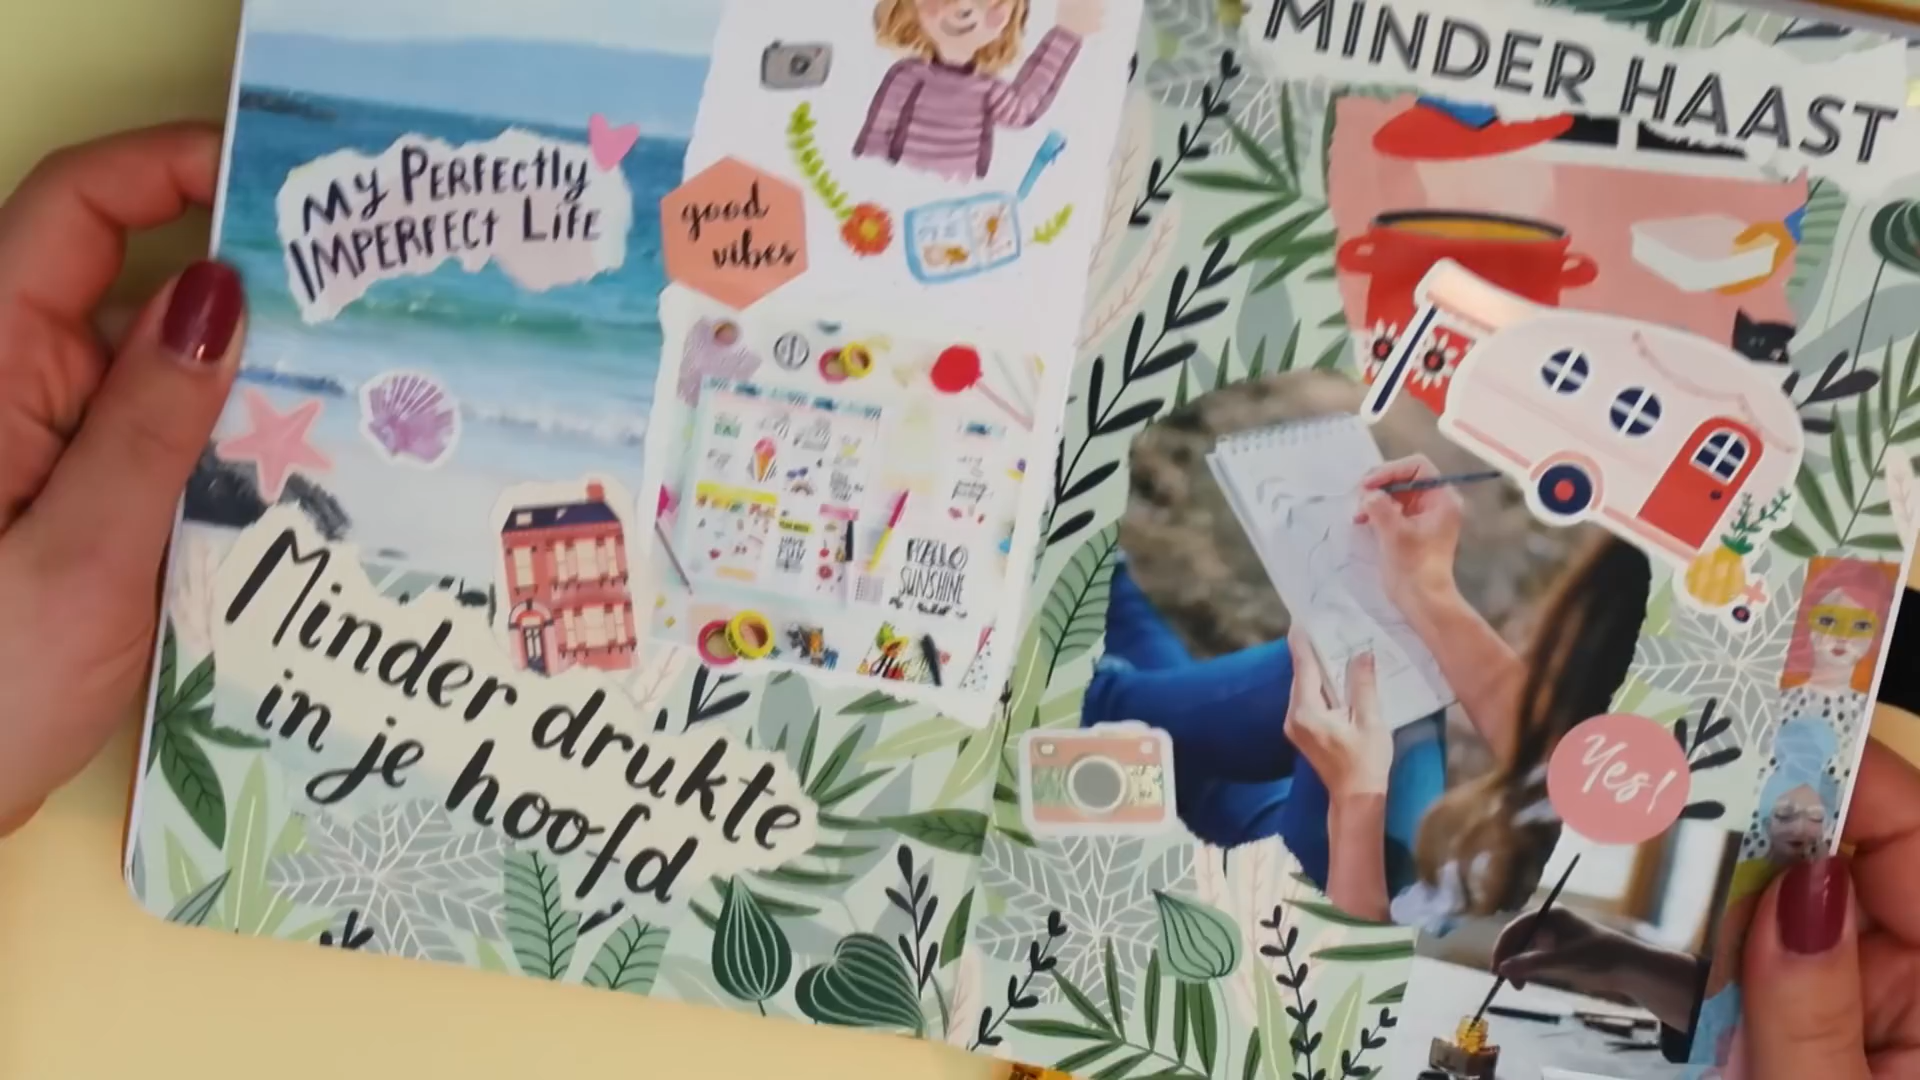 MINDER HAAST
My PERFECtly
IMPERFECt LIfE
good
vibes
HELLO
SUNSHINE
Minder drukte
in je hoofd
Yes!